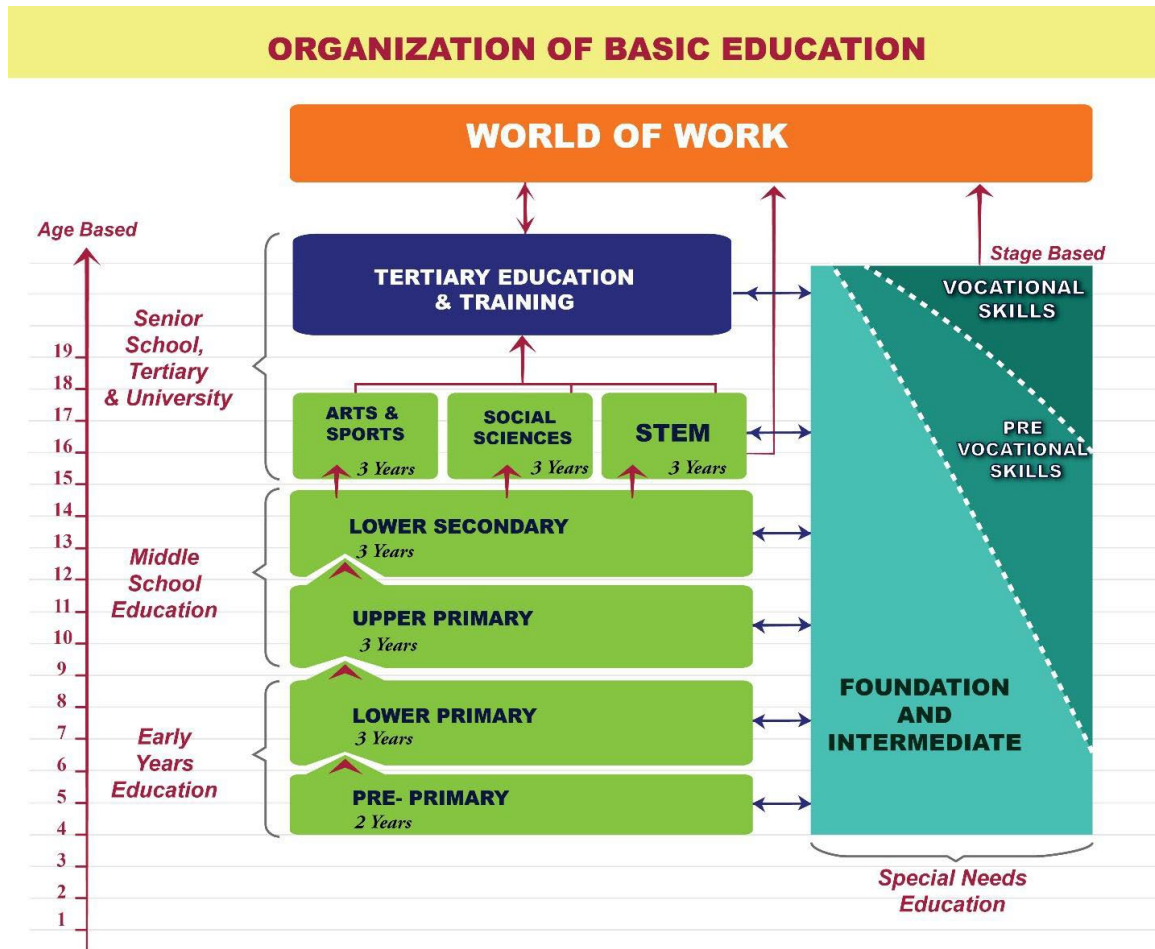 ORGANIZATION OF BASIC EDUCATION
WORLD OF WORK
Age Based
Stage Based
TERTIARY EDUCATION
& TRAINING
VOCATIONAL
SKILLS
Senior
School,
Tertiary
& University
19
18
17
16
15
14
13
12
11
10
9
8
7
6
5
4
3
2
1
ARTS &
SPORTS
3 Years
SOCIAL
SCIENCES
3 Years
STEM
3 Years
PRE
VOCATIONAL
SKILLS
Middle
School
Education
LOWER SECONDARY
3 Years
UPPER PRIMARY
3 Years
Early
Years
Education
LOWER PRIMARY
3 Years
PRE- PRIMARY
2 Years
FOUNDATION
AND
INTERMEDIATE
Special Needs
Education